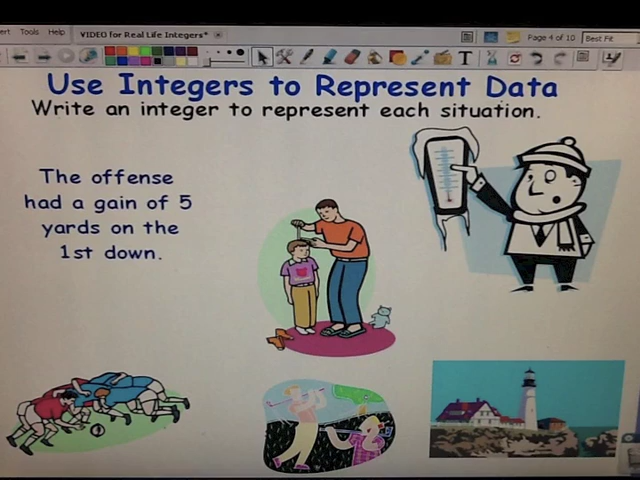 ert Tools Help VIDEO for Real Life Integers*
Page 4 of 10 Best Fit
T
Use Integers to Represent Data
Write an integer to represent each situation.
The offense
had a gain of 5
yards on the
1st down.